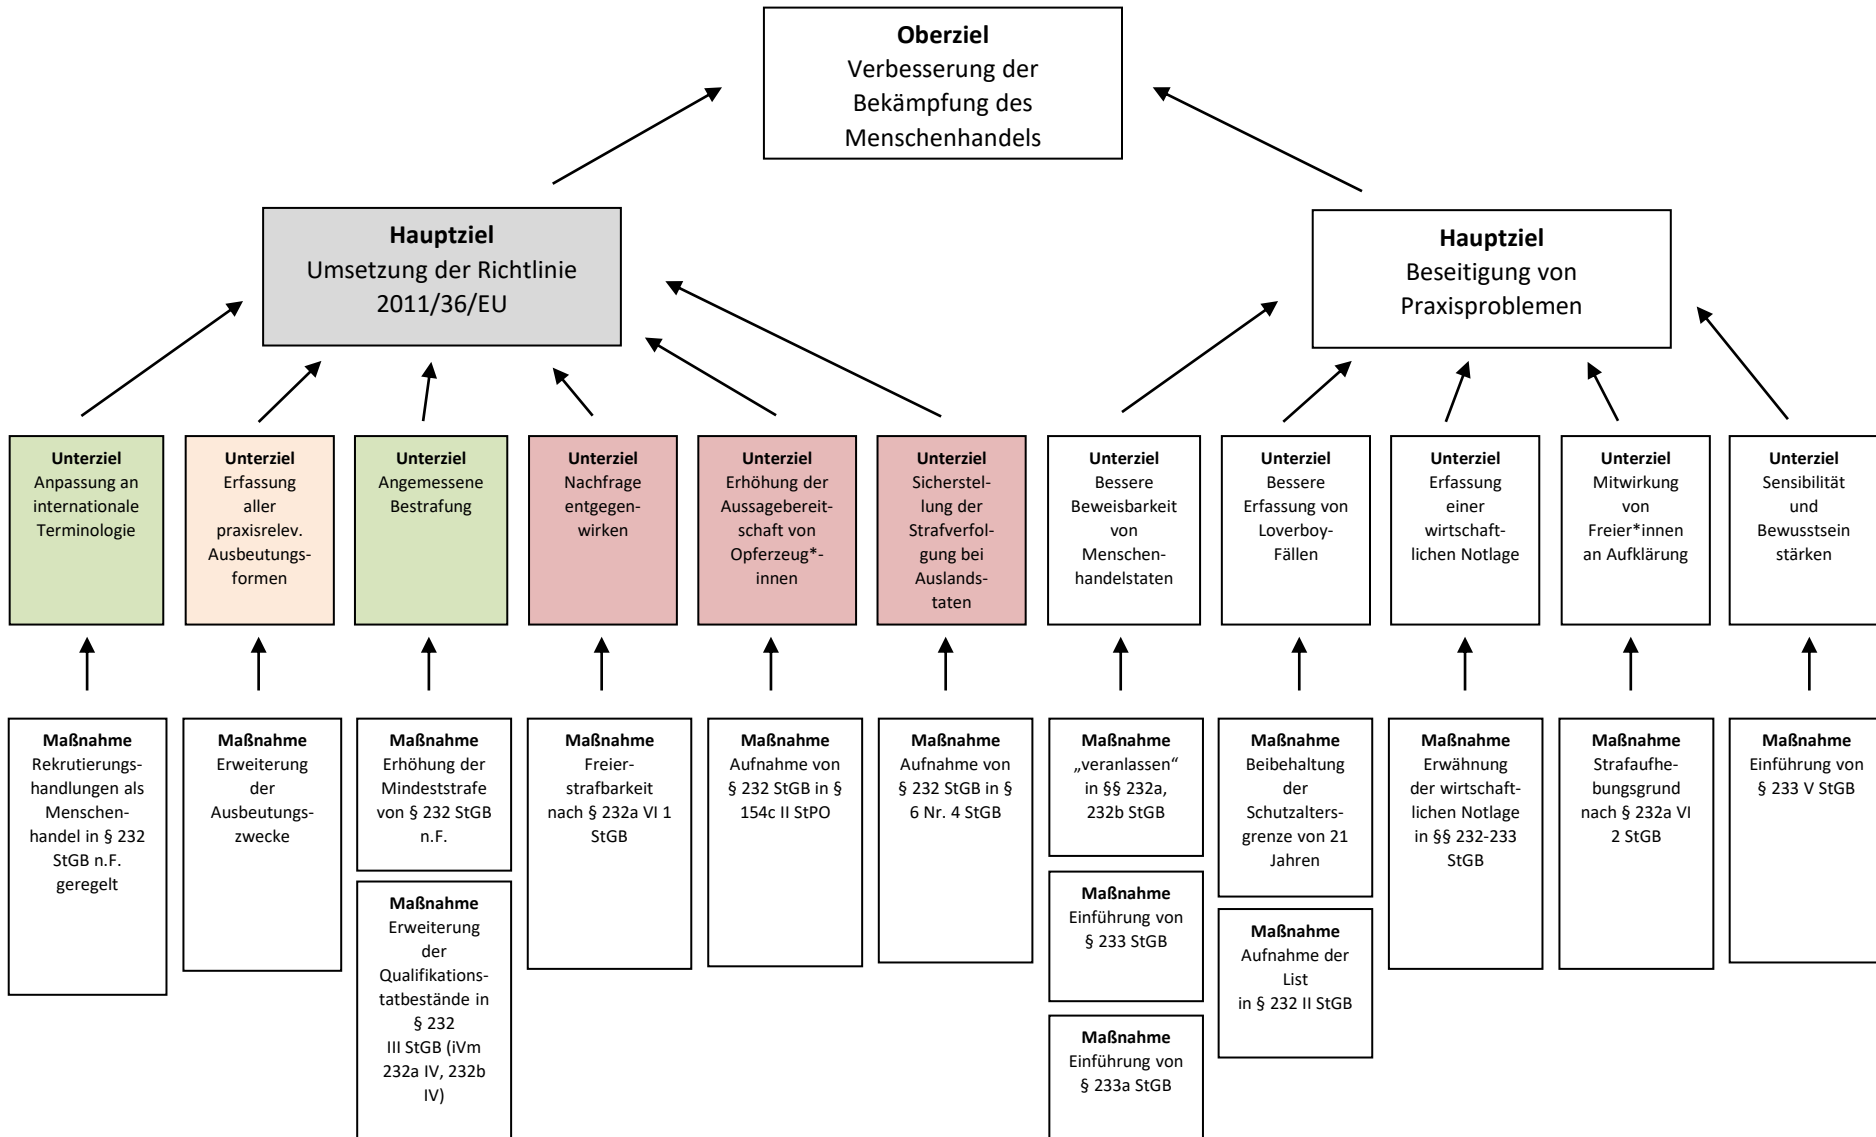 Oberziel
Verbesserung der
Bekämpfung des
Menschenhandels
Hauptziel
Umsetzung der Richtlinie
2011/36/EU
Hauptziel
Beseitigung von
Praxisproblemen
Unterziel
Anpassung an
internationale
Terminologie
Unterziel
Erfassung
aller
praxisrelev.
Ausbeutungs-
formen
Unterziel
Angemessene
Bestrafung
Unterziel
Nachfrage
entgegen-
wirken
Unterziel
Erhöhung der
Aussagebereit-
schaft von
Opferzeug*-
innen
Unterziel
Sicherstel-
lung der
Strafverfol-
gung bei
Auslands-
taten
Unterziel
Bessere
Beweisbarkeit
von
Menschen-
handelstaten
Unterziel
Bessere
Erfassung von
Loverboy-
Fällen
Unterziel
Erfassung
einer
wirtschaft-
lichen Notlage
Unterziel
Mitwirkung
von
Freier*innen
an Aufklärung
Unterziel
Sensibilität
und
Bewusstsein
stärken
Maßnahme
Rekrutierungs-
handlungen als
Menschen-
handel in § 232
StGB n.F.
geregelt
Maßnahme
Erweiterung
der
Ausbeutungs-
zwecke
Maßnahme
Erhöhung der
Mindeststrafe
von § 232 StGB
n.F.
Maßnahme
Erweiterung
der
Qualifikations-
tatbestände in
§ 232
III StGB (iVm
232a IV, 232b
IV)
Maßnahme
Freier-
strafbarkeit
nach § 232a VI 1
StGB
Maßnahme
Aufnahme von
§ 232 StGB in §
154c II StPO
Maßnahme
Aufnahme von
§ 232 StGB in §
6 Nr. 4 StGB
Maßnahme
„veranlassen“
in §§ 232a,
232b StGB
Maßnahme
Einführung von
§ 233 StGB
Maßnahme
Einführung von
§ 233a StGB
Maßnahme
Beibehaltung
der
Schutzalters-
grenze von 21
Jahren
Maßnahme
Aufnahme der
List
in § 232 II StGB
Maßnahme
Erwähnung
der wirtschaft-
lichen Notlage
in §§ 232-233
StGB
Maßnahme
Strafaufhe-
bungsgrund
nach § 232a VI
2 StGB
Maßnahme
Einführung von
§ 233 V StGB